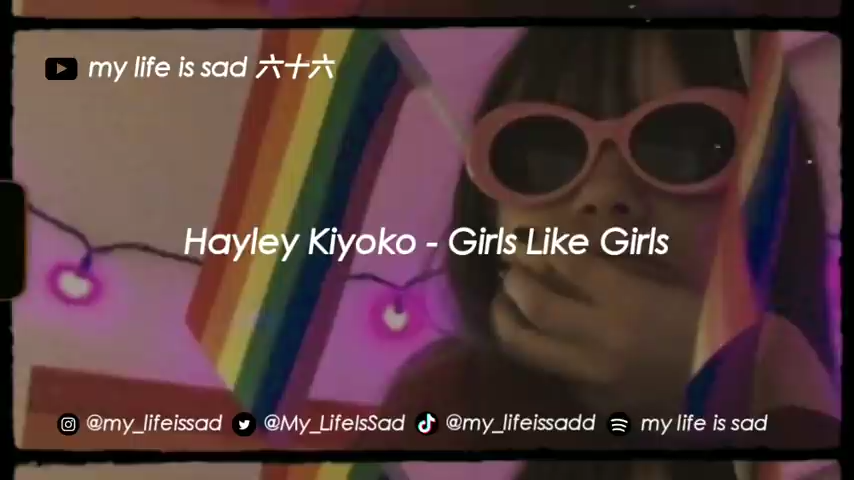 my life is sad 六十六
Hayley Kiyoko - Girls Like Girls
@my_lifeissad @My_LifeIsSad @my_lifeissadd my life is sad